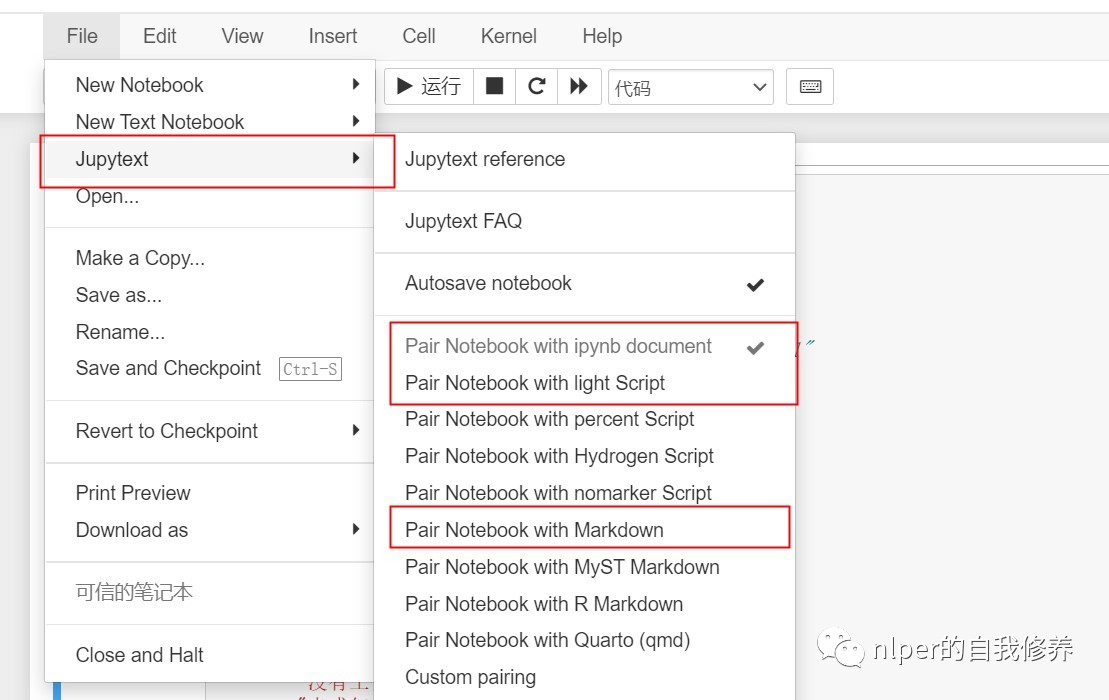 File Edit View Insert Cell Kernel Help
运行 代码
New Notebook
New Text Notebook
Jupytext
Open...
Make a Copy...
Save as...
Rename...
Save and Checkpoint Ctrl-S
Revert to Checkpoint
Print Preview
Download as
可信的笔记本
Close and Halt
Jupytext reference
Jupytext FAQ
Autosave notebook
Pair Notebook with ipynb document
Pair Notebook with light Script
Pair Notebook with percent Script
Pair Notebook with Hydrogen Script
Pair Notebook with nomarker Script
Pair Notebook with Markdown
Pair Notebook with MyST Markdown
Pair Notebook with R Markdown
Pair Notebook with Quarto (qmd)
Custom pairing
nlper的自我修养